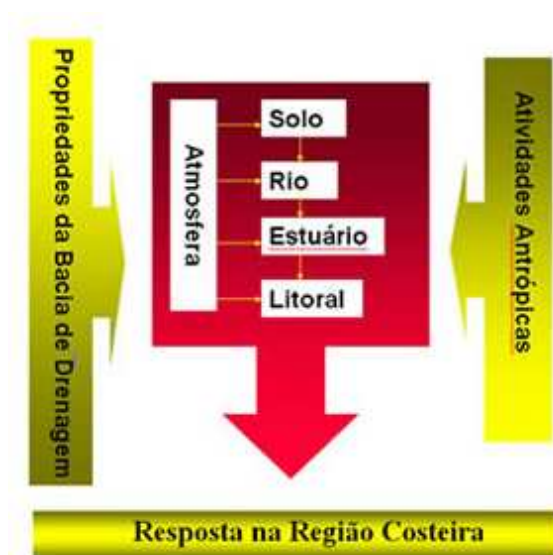 Propriedades da Bacia de Drenagem
Atmosfera
Solo
Rio
Estuário
Litoral
Atividades Antrópicas
Resposta na Região Costeira